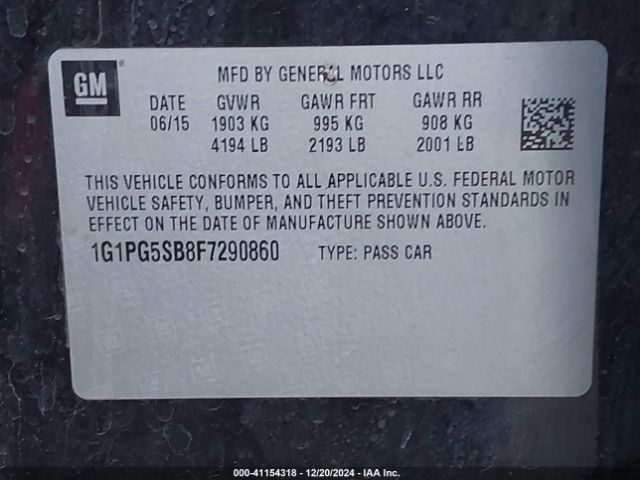 GM ®
MFD BY GENERAL MOTORS LLC
DATE GVWR GAWR FRT GAWR RR
06/15 1903 KG 995 KG 908 KG
4194 LB 2193 LB 2001 LB
THIS VEHICLE CONFORMS TO ALL APPLICABLE U.S. FEDERAL MOTOR
VEHICLE SAFETY, BUMPER, AND THEFT PREVENTION STANDARDS IN
EFFECT ON THE DATE OF MANUFACTURE SHOWN ABOVE.
1G1PG5SB8F7290860 TYPE: PASS CAR
000-41154318 - 12/20/2024 - IAA Inc.